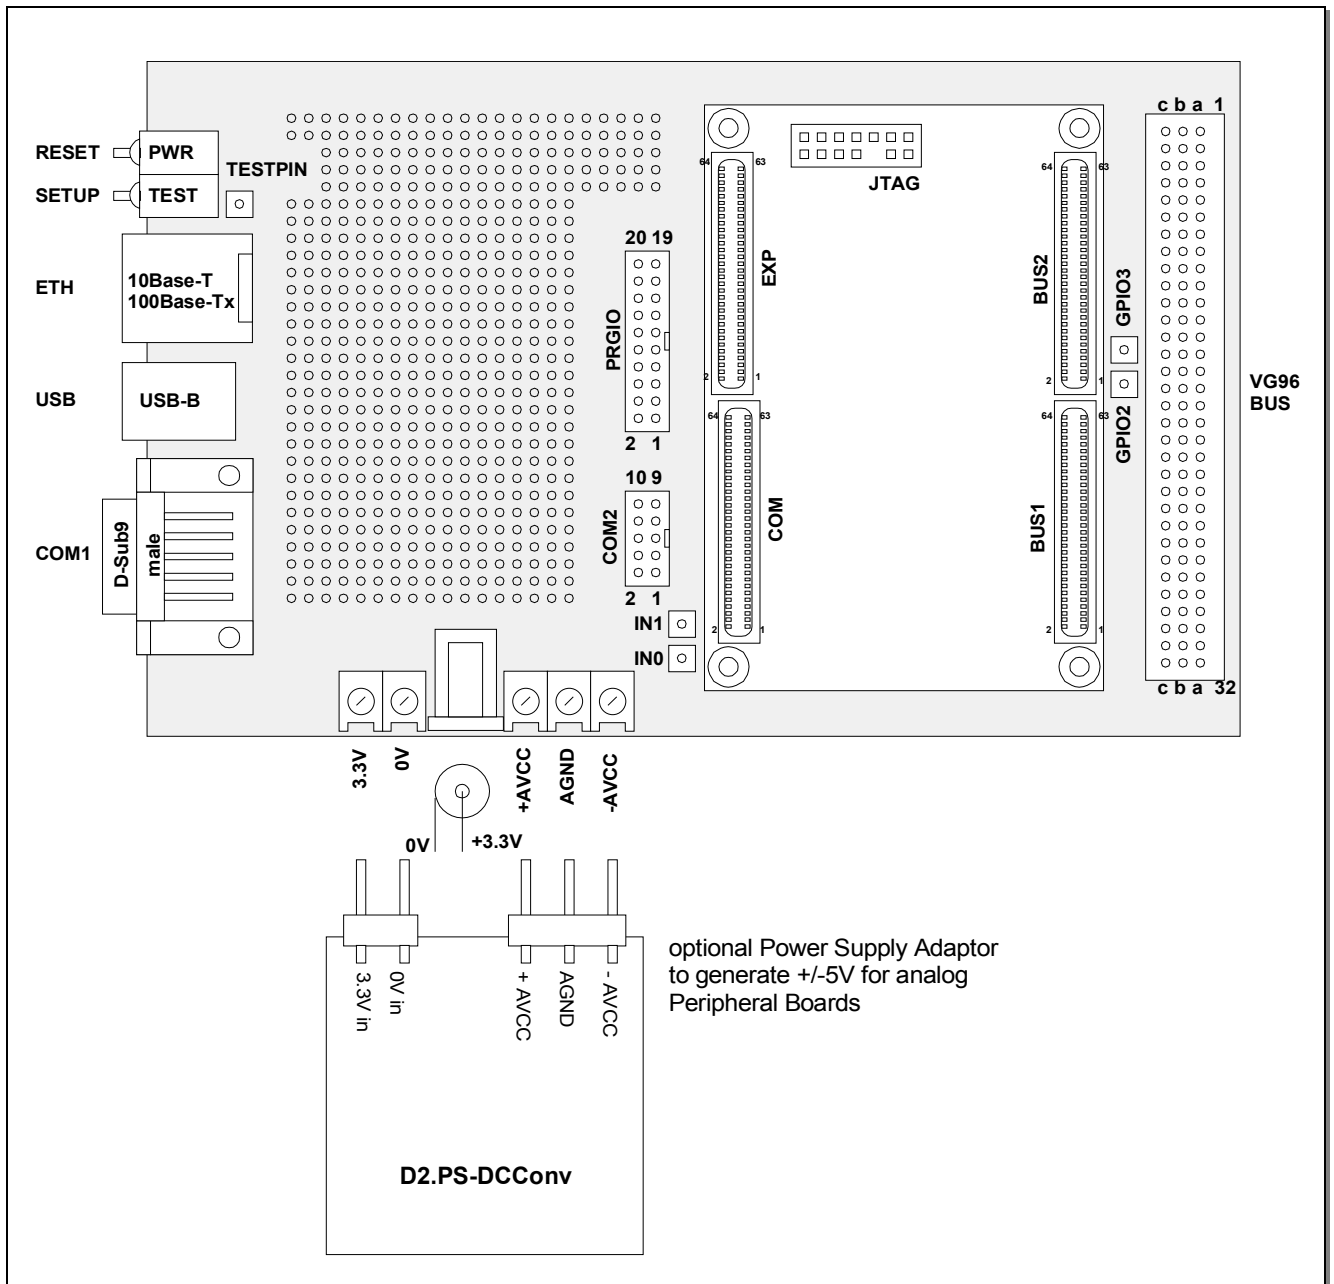 c b a 1
RESET
PWR
TESTPIN
SETUP
TEST
JTAG
64 63
64 63
20 19
ETH
10Base-T
100Base-Tx
PRGIO
EXP
BUS2
GPIO3
2 1
2 1
USB
USB-B
VG96
BUS
GPIO2
2 1
64 63
64 63
10 9
COM1
D-Sub9
male
COM2
COM
BUS1
2 1
IN1
2 1
2 1
IN0
c b a 32
3.3V
0V
+AVCC
AGND
-AVCC
0V
+3.3V
optional Power Supply Adaptor
to generate +/-5V for analog
Peripheral Boards
3.3V in
0V in
+ AVCC
AGND
- AVCC
D2.PS-DCConv